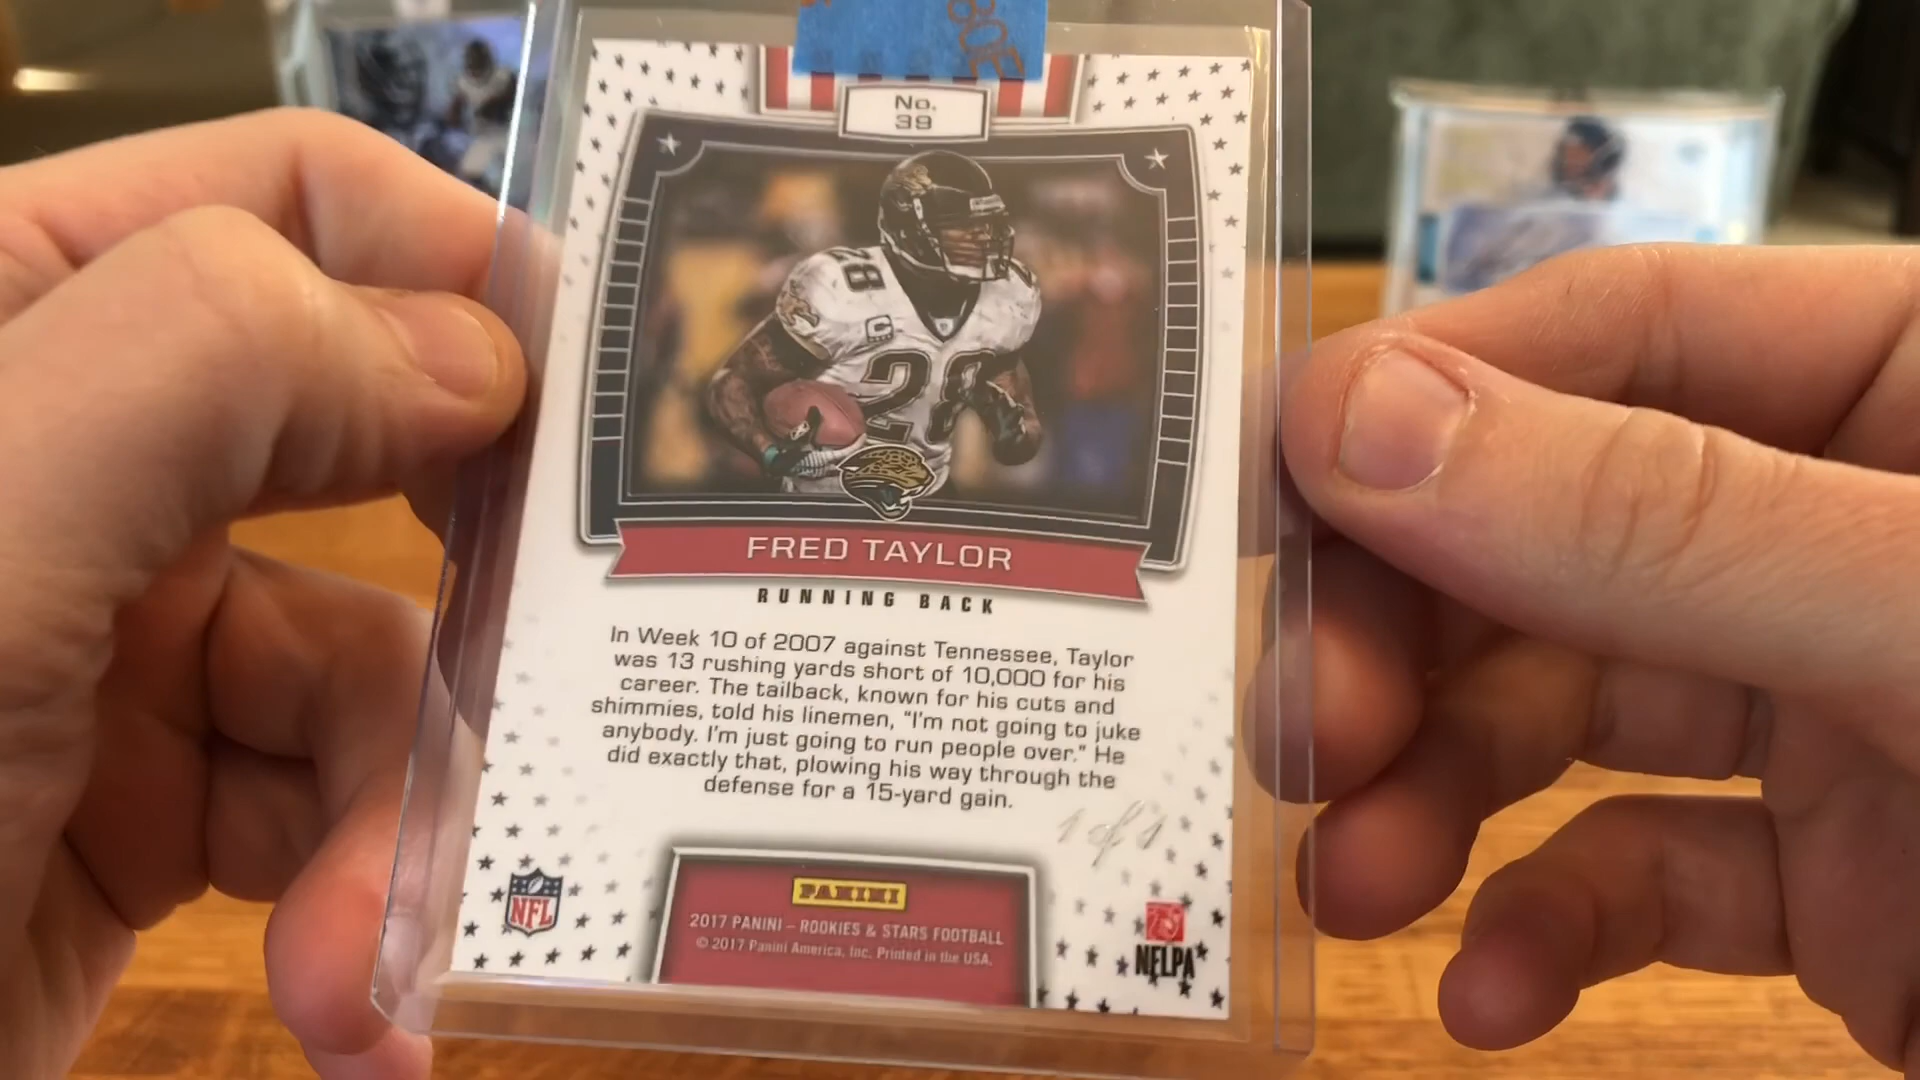 No.
39
28
C
28
FRED TAYLOR
RUNNING BACK
In Week 10 of 2007 against Tennessee, Taylor
was 13 rushing yards short of 10,000 for his
career. The tailback, known for his cuts and
shimmies, told his linemen, "I'm not going to juke
anybody. I'm just going to run people over." He
did exactly that, plowing his way through the
defense for a 15-yard gain.
1 of 1
PANINI
NFL
2017 PANINI – ROOKIES & STARS FOOTBALL
© 2017 Panini America, Inc. Printed in the USA.
NFLPA